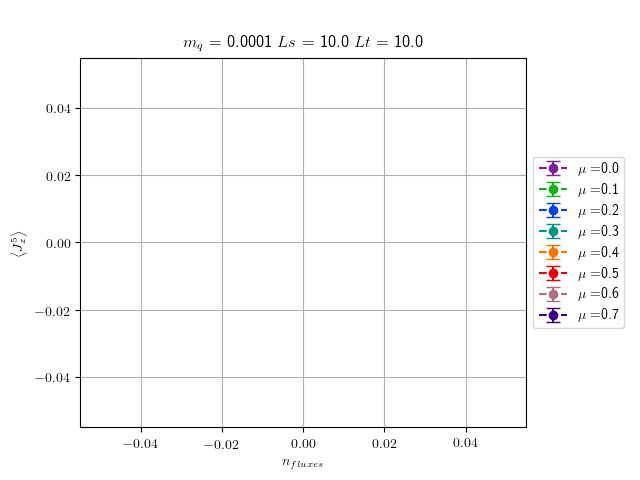 m_q = 0.0001 Ls = 10.0 Lt = 10.0
0.04
0.02
0.00
−0.02
−0.04
⟨J_z^5⟩
−0.04 −0.02 0.00 0.02 0.04
n_{fluxes}
μ =0.0
μ =0.1
μ =0.2
μ =0.3
μ =0.4
μ =0.5
μ =0.6
μ =0.7